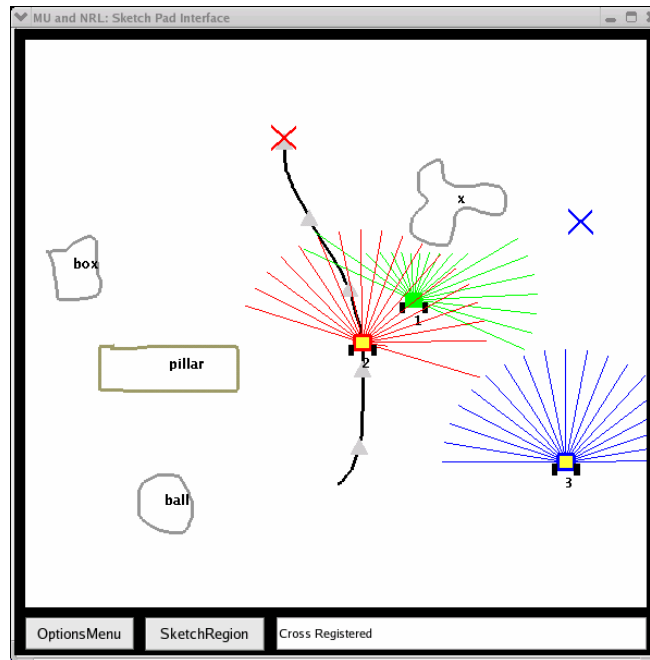 MU and NRL: Sketch Pad Interface
x
box
1
pillar
2
3
ball
OptionsMenu
SketchRegion
Cross Registered